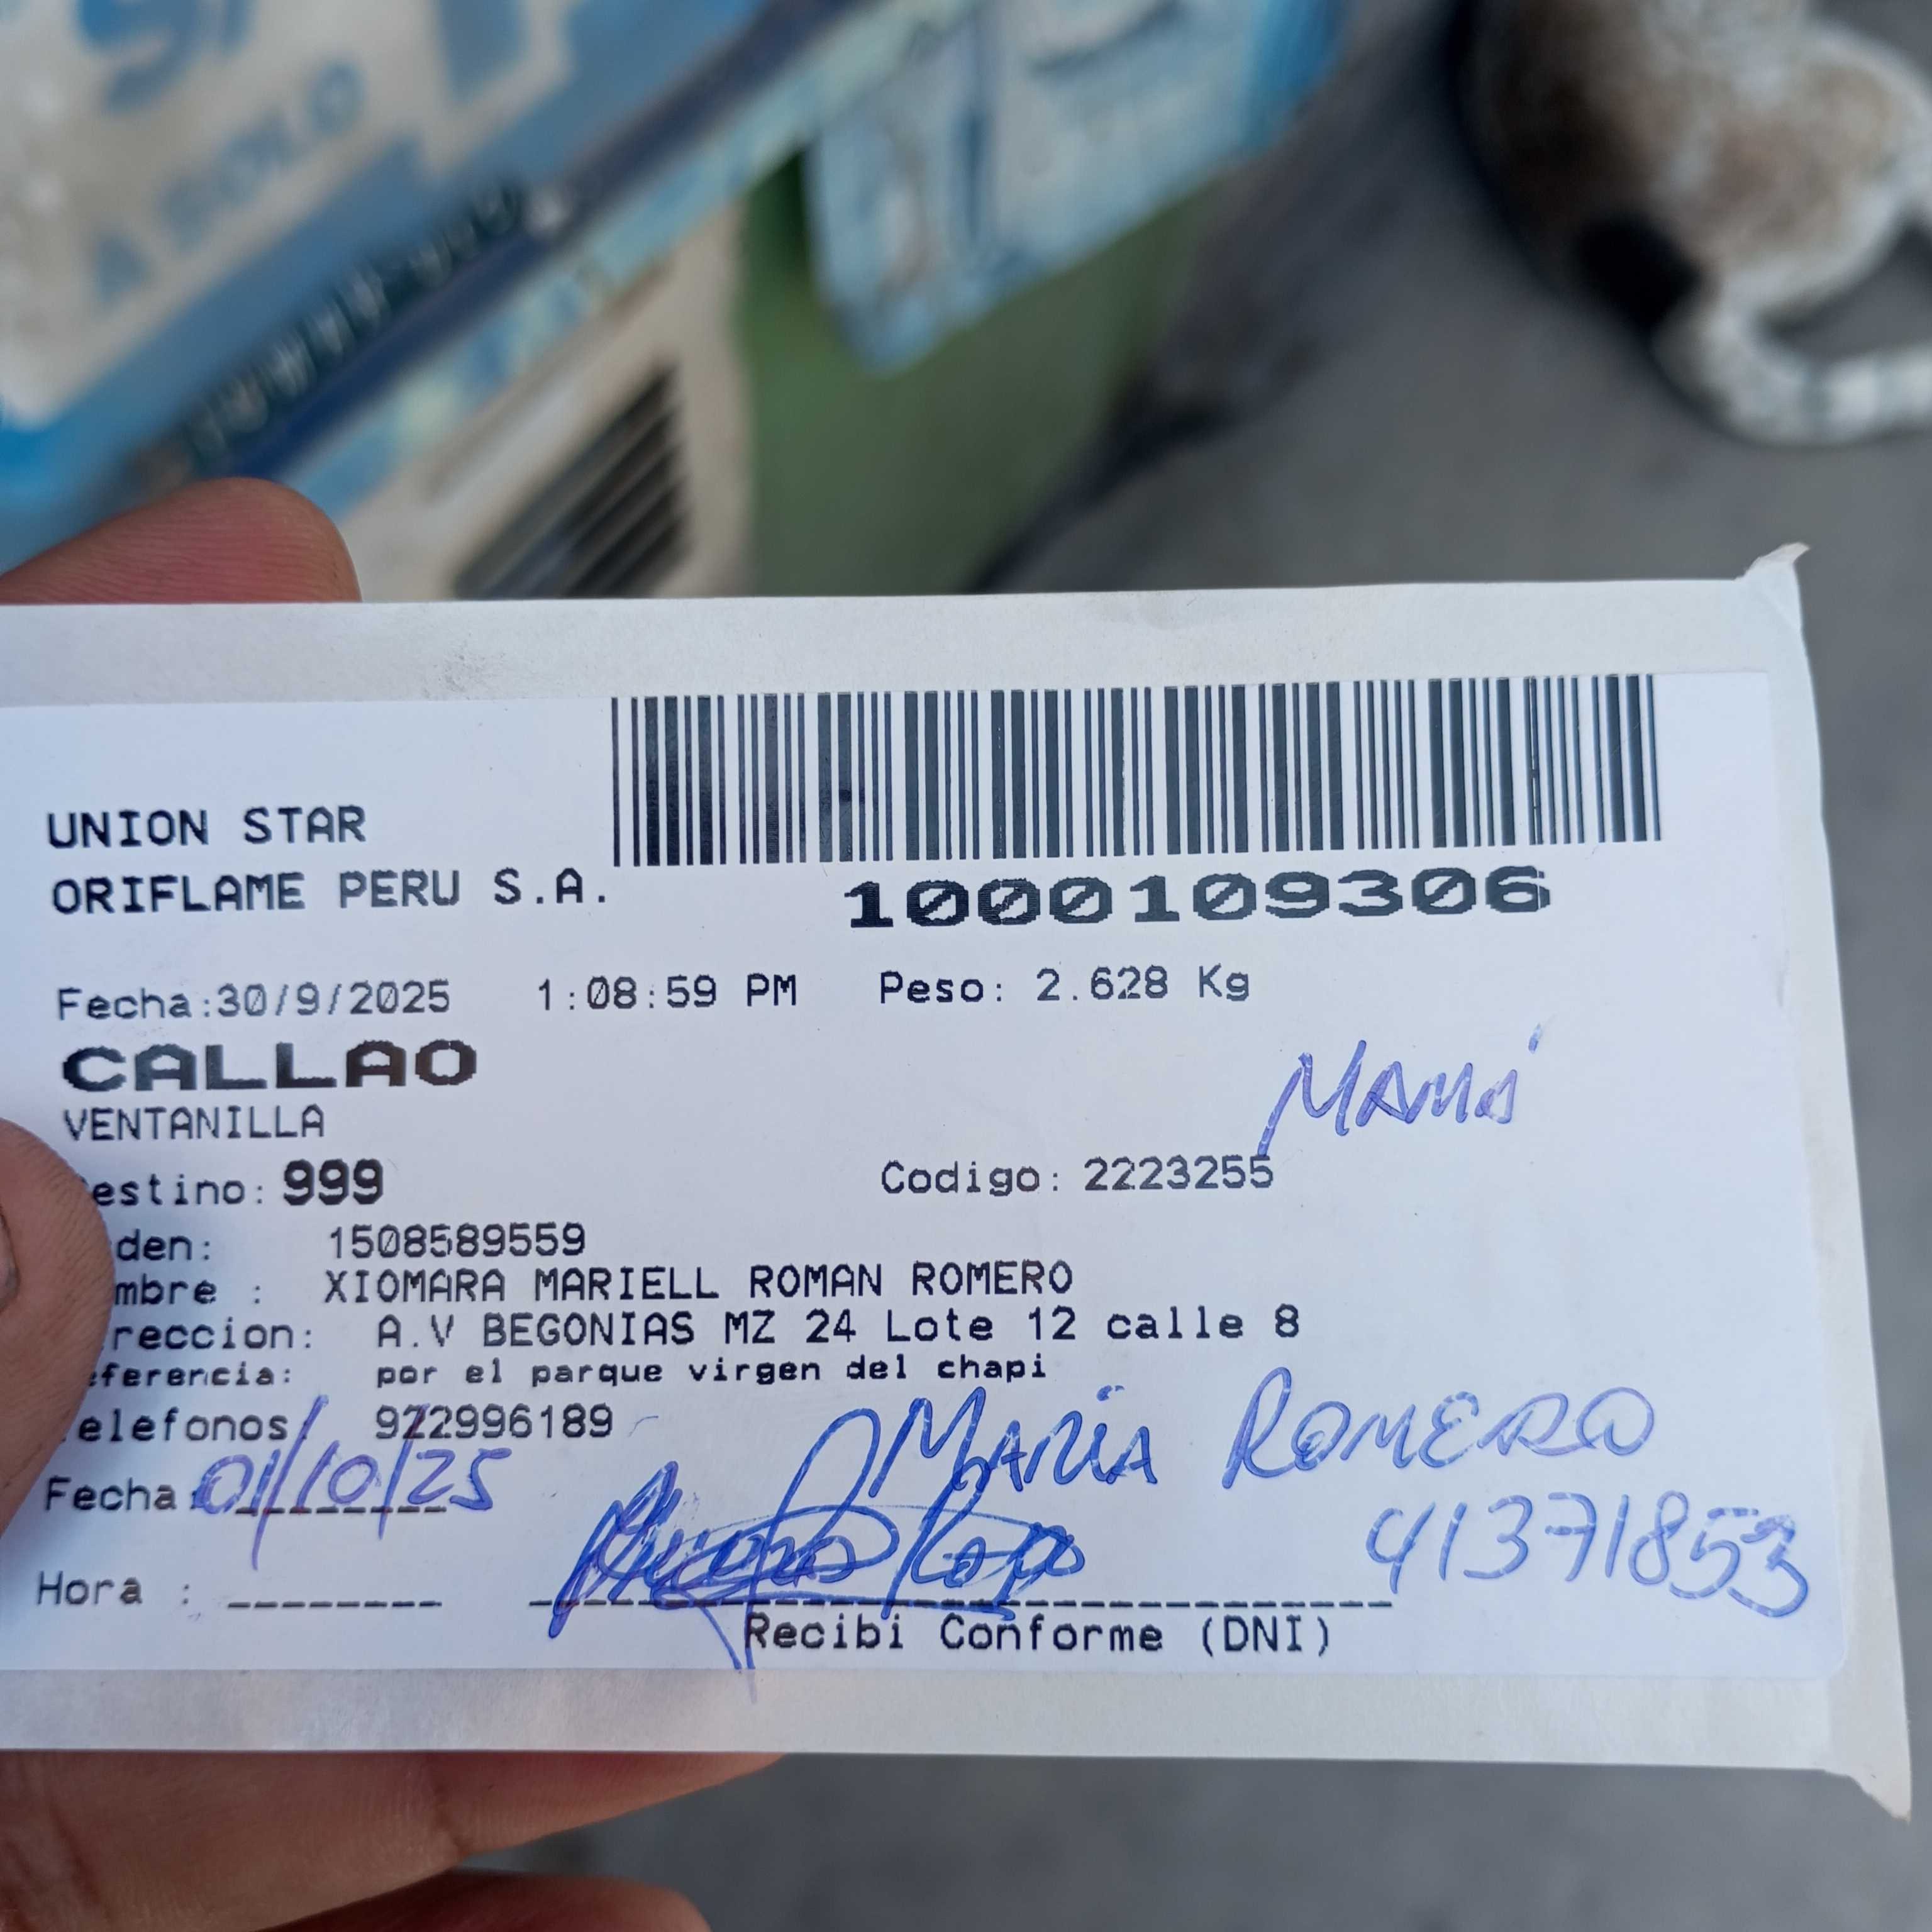 A SOLO
UNION STAR
ORIFLAME PERU S.A.
1000109306
Fecha:30/9/2025 1:08:59 PM Peso: 2.628 Kg
CALLAO
VENTANILLA
MAMá
estino: 999 Codigo: 2223255
den: 1508589559
mbre : XIOMARA MARIELL ROMAN ROMERO
reccion: A.V BEGONIAS MZ 24 Lote 12 calle 8
ferencia: por el parque virgen del chapi
elefonos: 922996189
MARíA ROMERO
Fecha: 01/10/25
41371853
Hora :
Recibi Conforme (DNI)